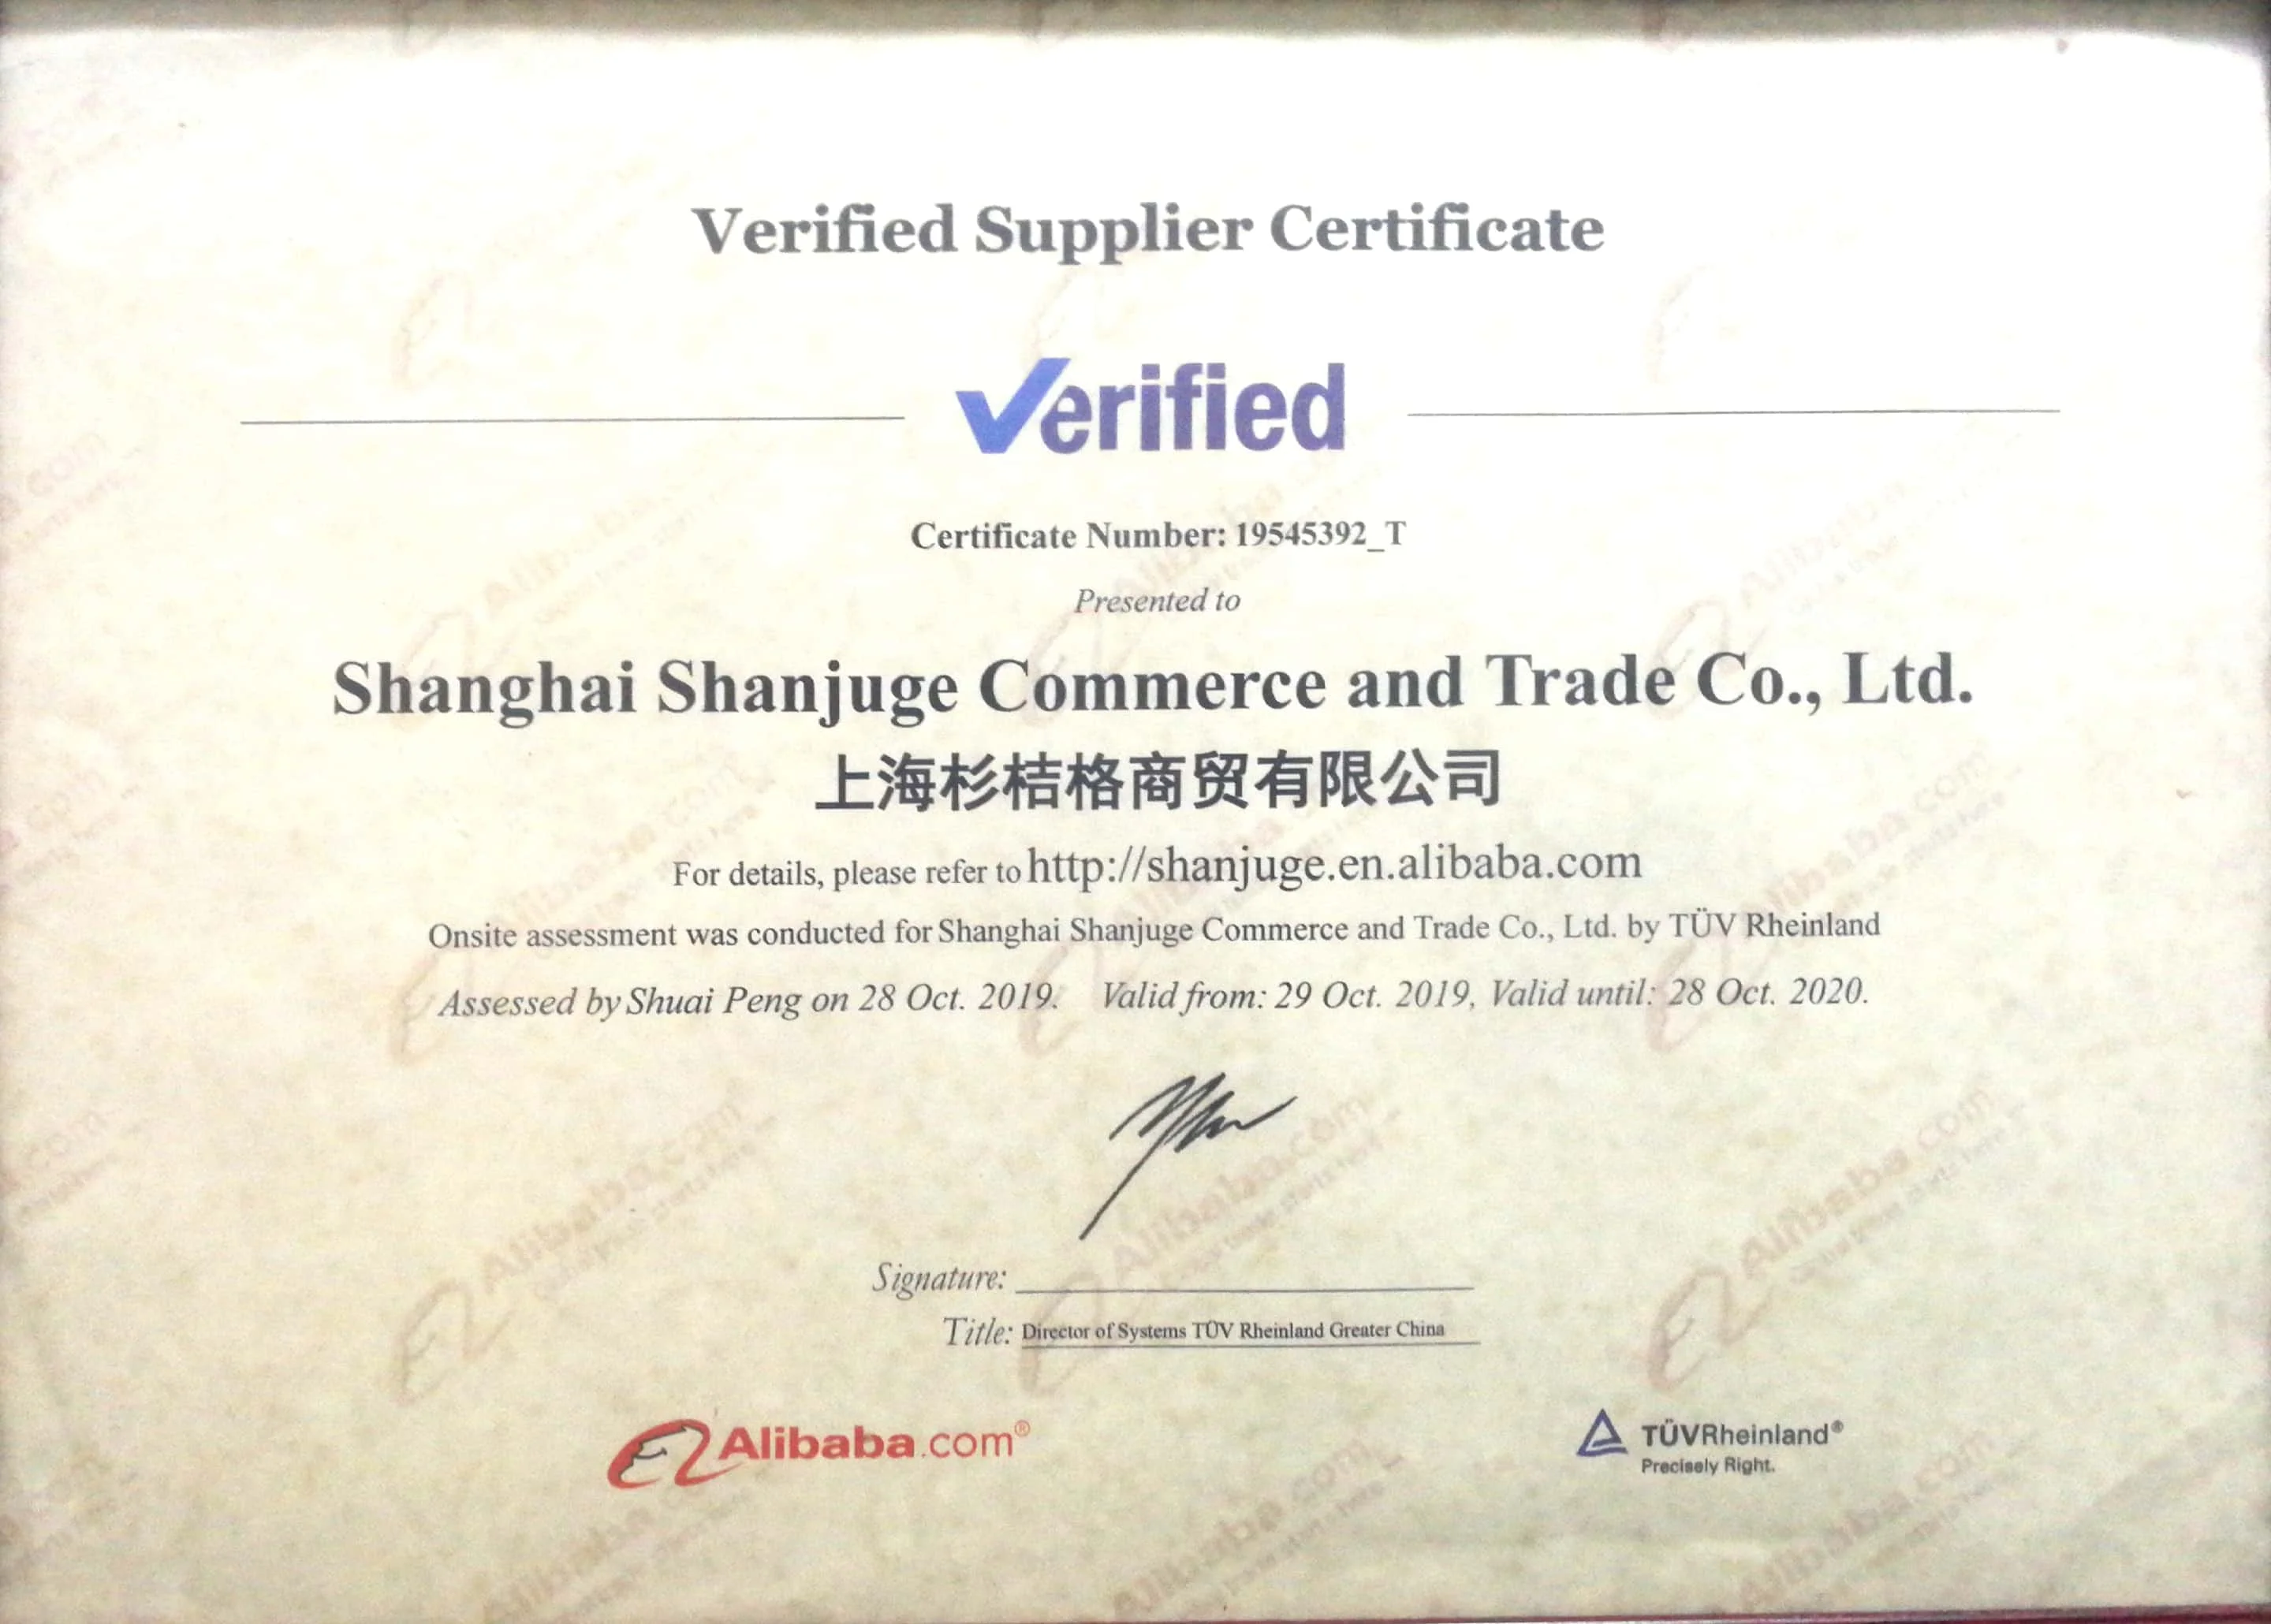 Verified Supplier Certificate
Verified
Certificate Number: 19545392_T
Presented to
Shanghai Shanjuge Commerce and Trade Co., Ltd.
上海杉桔格商贸有限公司
For details, please refer to http://shanjuge.en.alibaba.com
Onsite assessment was conducted for Shanghai Shanjuge Commerce and Trade Co., Ltd. by TÜV Rheinland
Assessed by Shuai Peng on 28 Oct. 2019. Valid from: 29 Oct. 2019, Valid until: 28 Oct. 2020.
Signature:
Title: Director of Systems TÜV Rheinland Greater China
Alibaba.com®
TÜVRheinland®
Precisely Right.